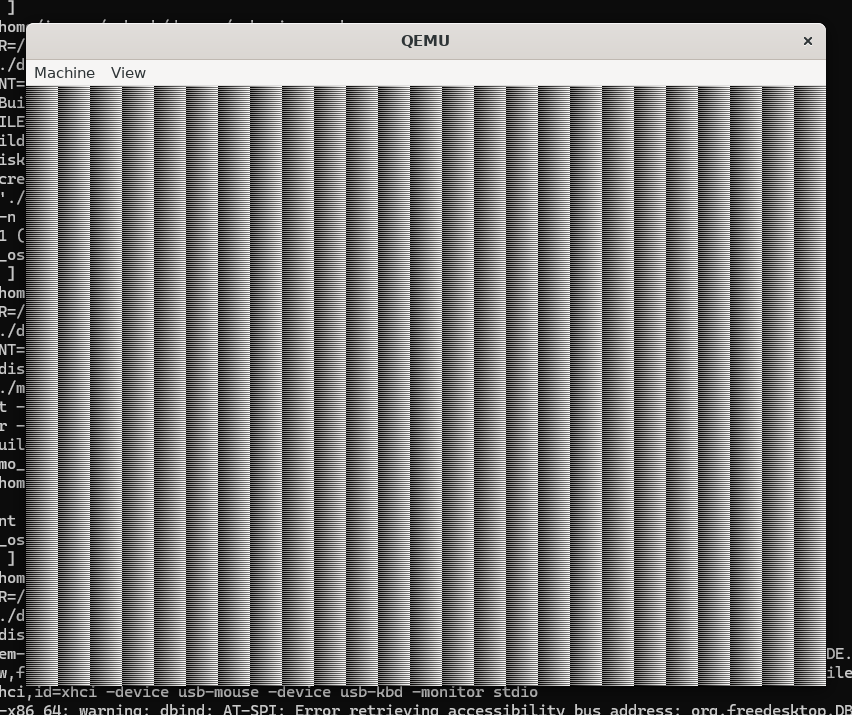 ]
hom
QEMU
R=/
./d
Machine View
NT=
Bui
ILE
ild
isk
cre
'./
-n
1 (
_os
]
hom
R=/
./d
NT=
dis
./m
t -
r -
uil
mo_
hom
nt
_os
]
hom
R=/
./d
dis
em- DE.
w,f ile
hci,id=xhci -device usb-mouse -device usb-kbd -monitor stdio
-x86_64: warning: dbind: AT-SPI: Error retrieving accessibility bus address: org.freedesktop.DB